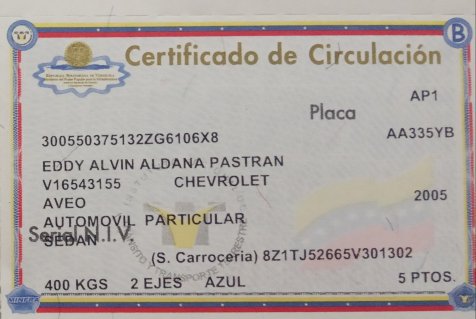 Certificado de Circulación
REPÚBLICA BOLIVARIANA DE VENEZUELA
AP1
Placa
300550375132ZG6106X8
AA335YB
EDDY ALVIN ALDANA PASTRAN
V16543155 CHEVROLET
AVEO
2005
AUTOMOVIL PARTICULAR
Serial N.I.V.
SEDAN
(S. Carroceria) 8Z1TJ52665V301302
400 KGS 2 EJES AZUL
5 PTOS.